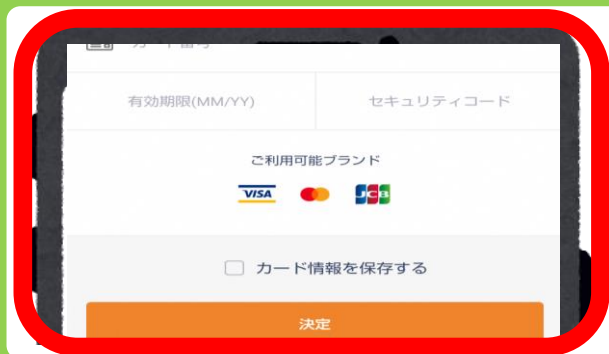 有効期限(MM/YY)
セキュリティコード
ご利用可能ブランド
VISA
JCB
カード情報を保存する
決定